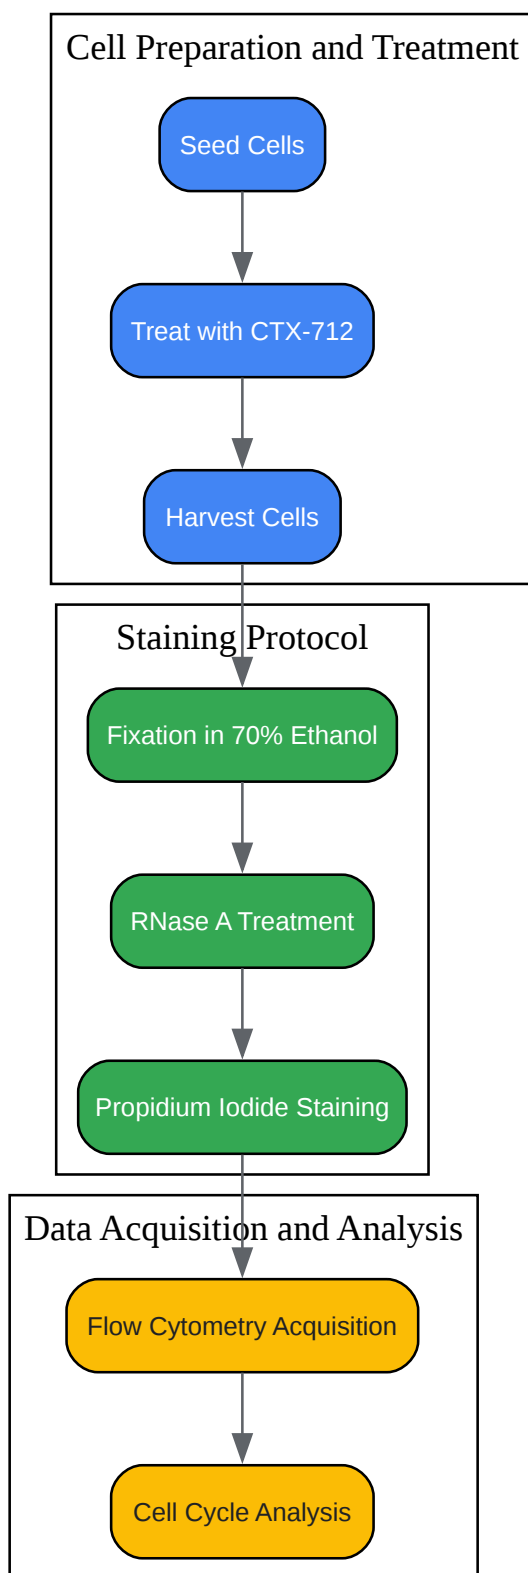 Cell Preparation and Treatment
Seed Cells
Treat with CTX-712
Harvest Cells
Staining Protocol
Fixation in 70% Ethanol
RNase A Treatment
Propidium Iodide Staining
Data Acquisition and Analysis
Flow Cytometry Acquisition
Cell Cycle Analysis